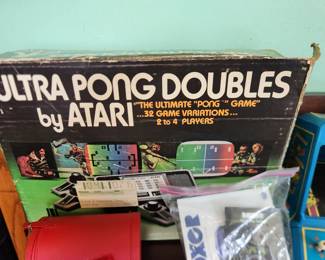 ULTRA PONG DOUBLES
by ATARI
"THE ULTIMATE "PONG" GAME"
...32 GAME VARIATIONS...
2 to 4 PLAYERS